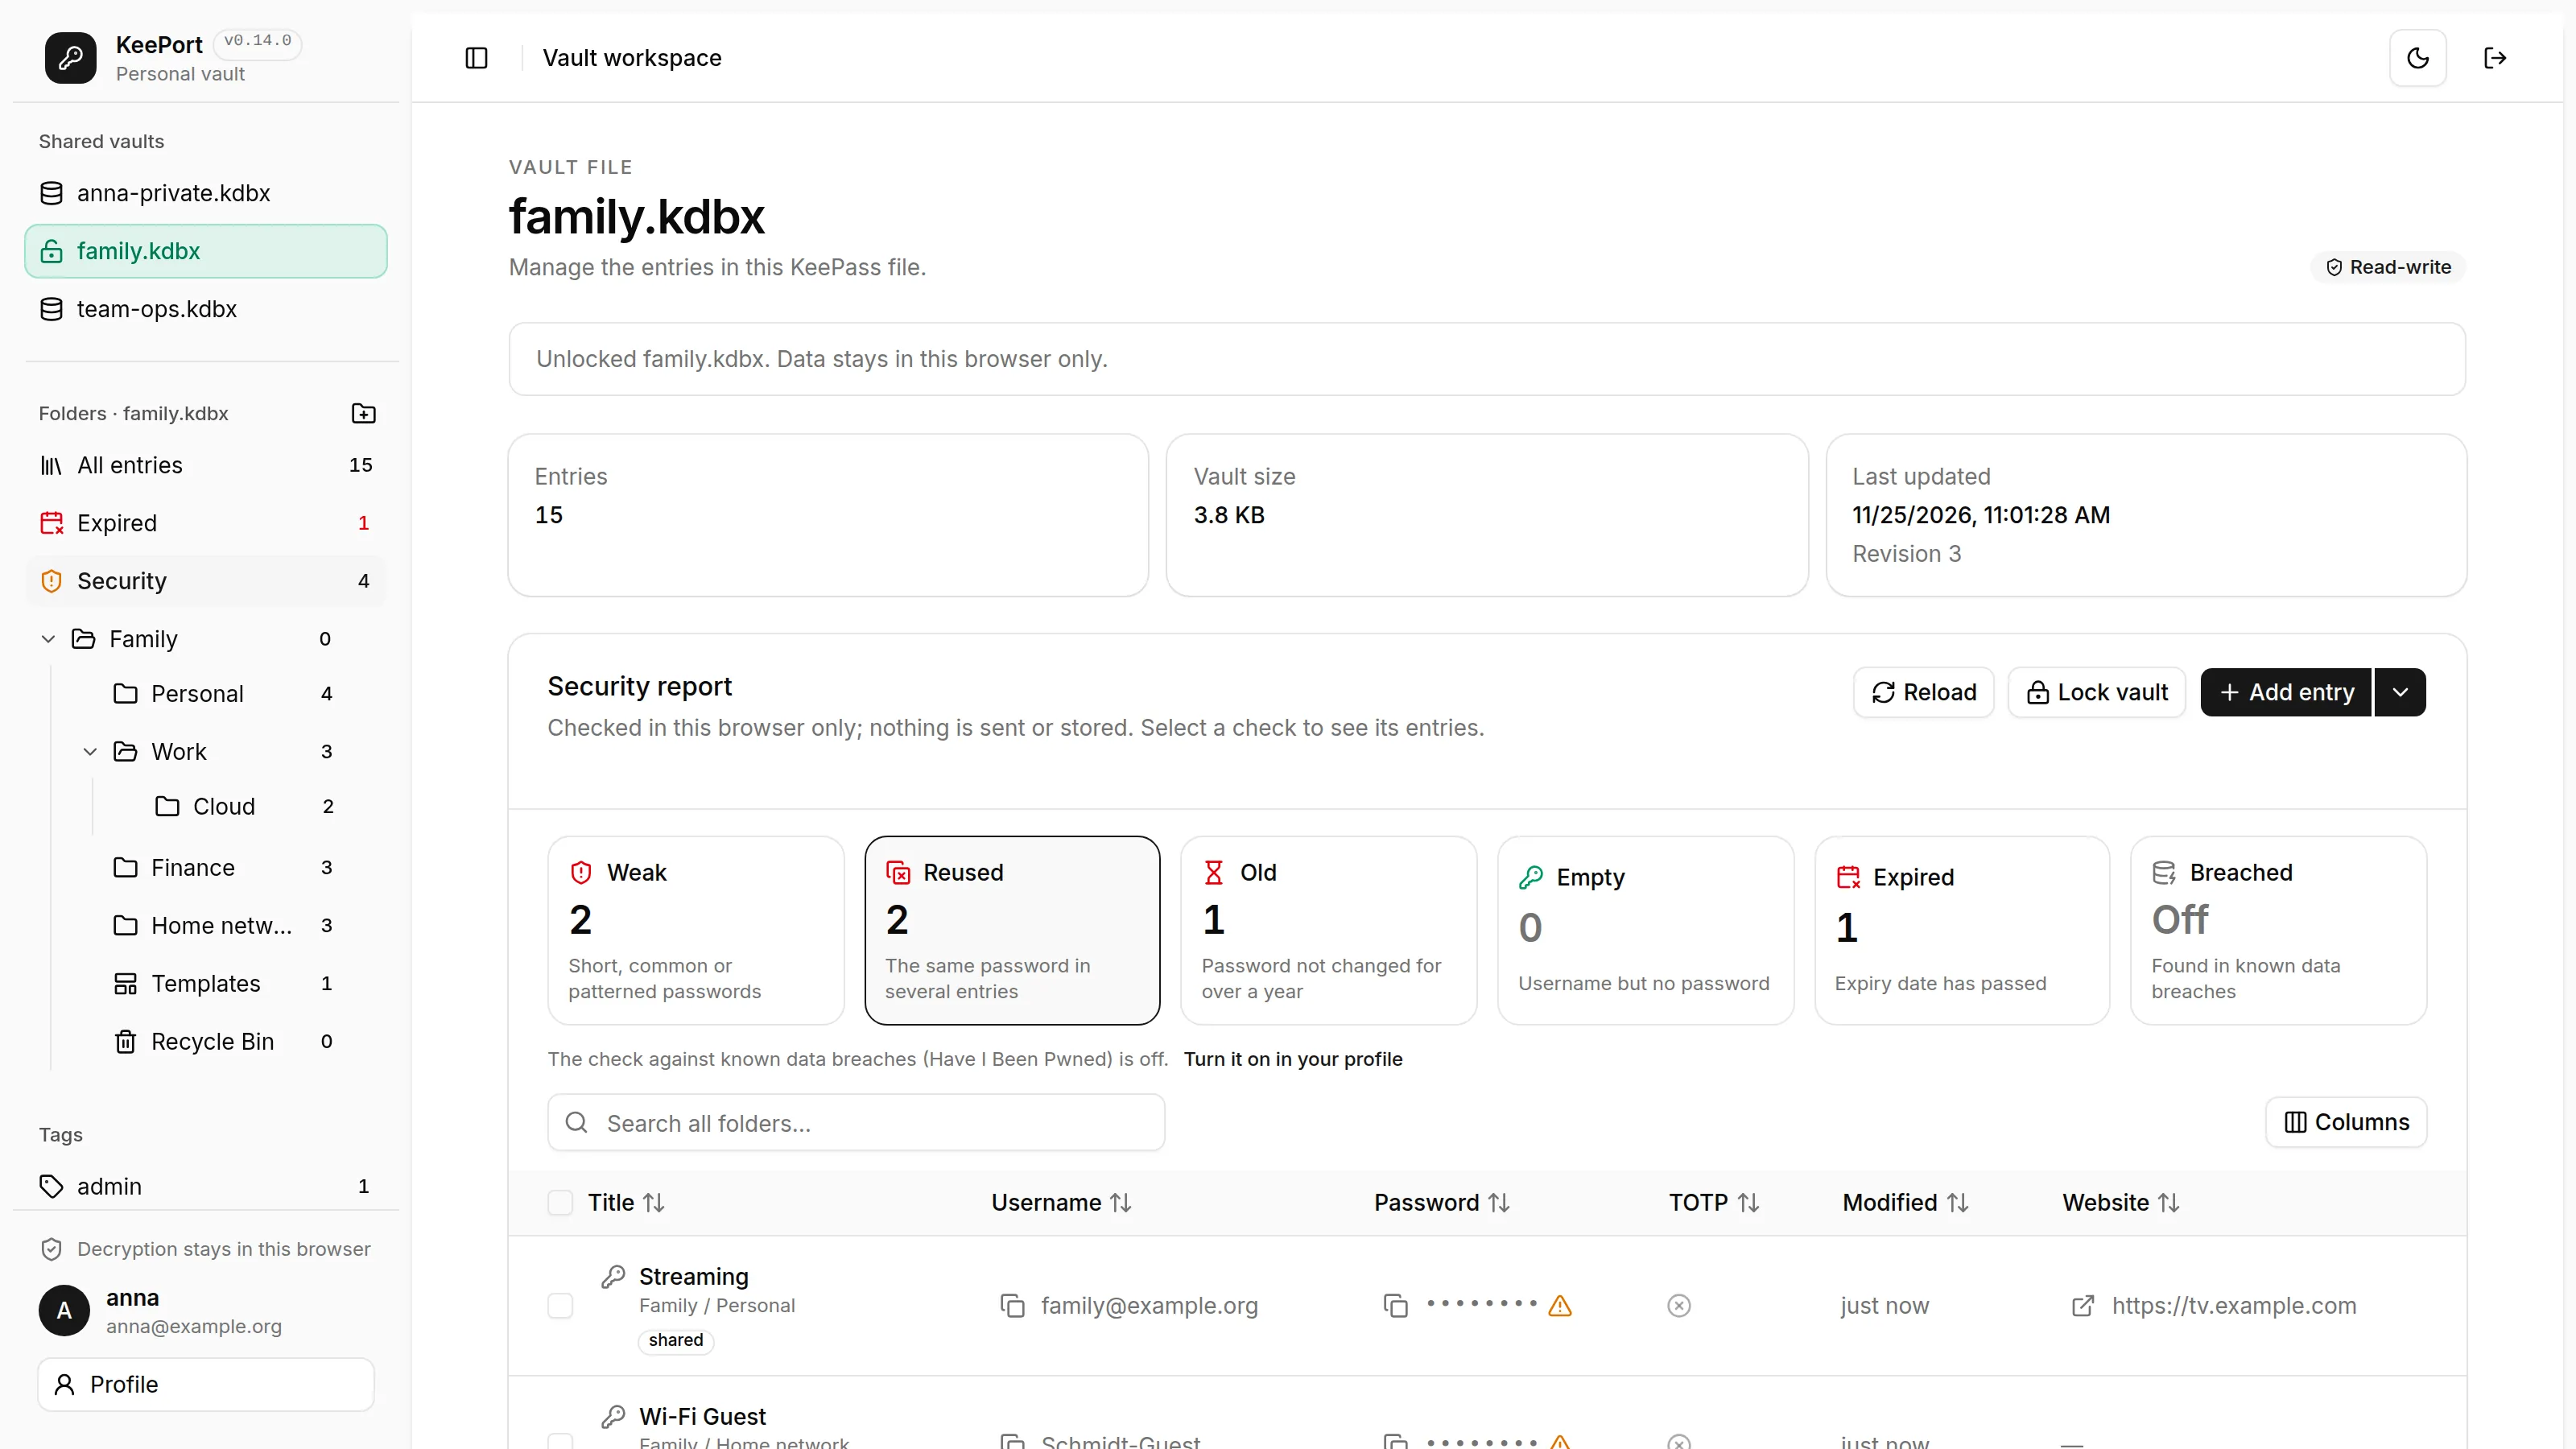 KeePort v0.14.0
Personal vault
Shared vaults
anna-private.kdbx
family.kdbx
team-ops.kdbx
Folders · family.kdbx
All entries 15
Expired 1
Security 4
Family 0
Personal 4
Work 3
Cloud 2
Finance 3
Home netw... 3
Templates 1
Recycle Bin 0
Tags
admin 1
Decryption stays in this browser
A
anna
anna@example.org
Profile
Vault workspace
VAULT FILE
family.kdbx
Manage the entries in this KeePass file.
Read-write
Unlocked family.kdbx. Data stays in this browser only.
Entries
15
Vault size
3.8 KB
Last updated
11/25/2026, 11:01:28 AM
Revision 3
Security report
Checked in this browser only; nothing is sent or stored. Select a check to see its entries.
Reload
Lock vault
Add entry
Weak
2
Short, common or
patterned passwords
Reused
2
The same password in
several entries
Old
1
Password not changed for
over a year
Empty
0
Username but no password
Expired
1
Expiry date has passed
Breached
Off
Found in known data
breaches
The check against known data breaches (Have I Been Pwned) is off. Turn it on in your profile
Search all folders...
Columns
Title Username Password TOTP Modified Website
Streaming
Family / Personal
shared
family@example.org •••••••• just now https://tv.example.com
Wi-Fi Guest
Family / Home network
Schmidt-Guest •••••••• just now —